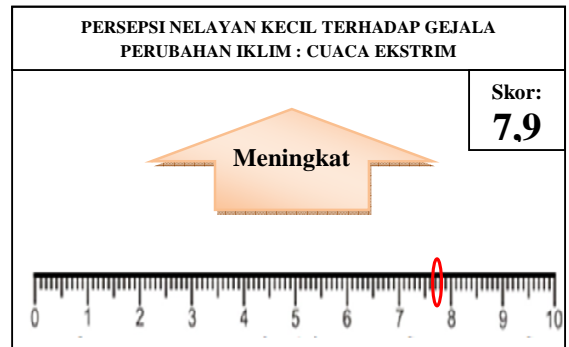 PERSEPSI NELAYAN KECIL TERHADAP GEJALA
PERUBAHAN IKLIM : CUACA EKSTRIM
Skor:
7,9
Meningkat
0 1 2 3 4 5 6 7 8 9 10